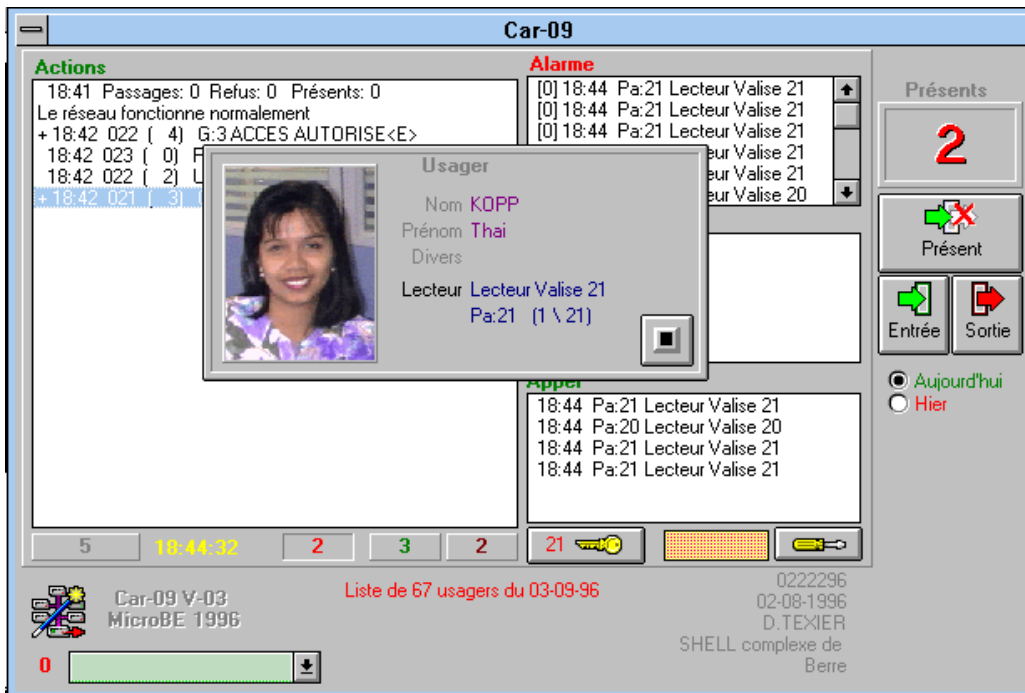 Car-09
Actions
18:41 Passages: 0 Refus: 0 Présents: 0
Le réseau fonctionne normalement
+ 18:42 022 ( 4) G:3 ACCES AUTORISE<E>
18:42 023 ( 0)
18:42 022 ( 2)
+ 18:42 021 ( 3)
Alarme
[0] 18:44 Pa:21 Lecteur Valise 21
[0] 18:44 Pa:21 Lecteur Valise 21
[0] 18:44 Pa:21 Lecteur Valise 21
eur Valise 21
eur Valise 21
eur Valise 20
Usager
Nom KOPP
Prénom Thai
Divers
Lecteur Lecteur Valise 21
Pa:21 (1 \ 21)
Appel
18:44 Pa:21 Lecteur Valise 21
18:44 Pa:20 Lecteur Valise 20
18:44 Pa:21 Lecteur Valise 21
18:44 Pa:21 Lecteur Valise 21
Présents
2
Présent
Entrée Sortie
Aujourd'hui
Hier
5 18:44:32 2 3 2 21
Car-09 V-03
MicroBE 1996
Liste de 67 usagers du 03-09-96
0222296
02-08-1996
D.TEXIER
SHELL complexe de
Berre
0